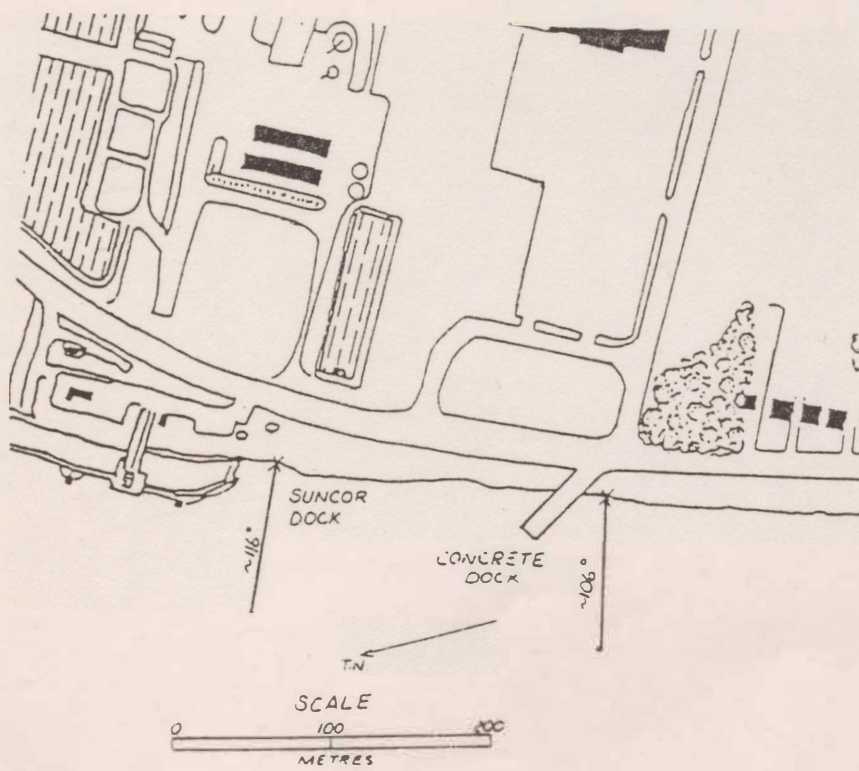 SUNCOR
DOCK
~116°
CONCRETE
DOCK
~106°
T.N.
SCALE
0 100 200
METRES